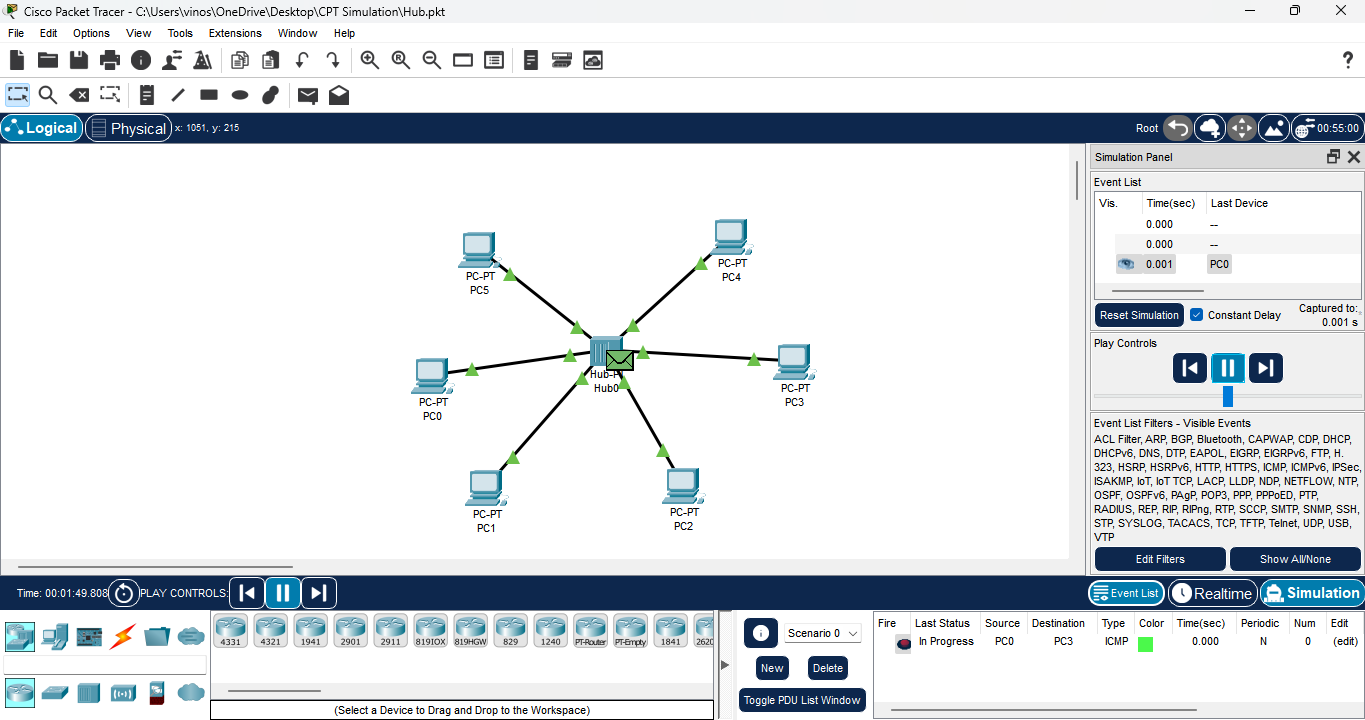 Cisco Packet Tracer - C:\Users\vinos\OneDrive\Desktop\CPT Simulation\Hub.pkt
File Edit Options View Tools Extensions Window Help
Logical Physical x: 1051, y: 215 Root 00:55:00
PC-PT
PC5
PC-PT
PC4
PC-PT
PC0
Hub-P
Hub0
PC-PT
PC3
PC-PT
PC1
PC-PT
PC2
Simulation Panel
Event List
Vis. Time(sec) Last Device
0.000 --
0.000 --
0.001 PC0
Reset Simulation Constant Delay Captured to:
0.001 s
Play Controls
Event List Filters - Visible Events
ACL Filter, ARP, BGP, Bluetooth, CAPWAP, CDP, DHCP,
DHCPv6, DNS, DTP, EAPOL, EIGRP, EIGRPv6, FTP, H.
323, HSRP, HSRPv6, HTTP, HTTPS, ICMP, ICMPv6, IPSec,
ISAKMP, IoT, IoT TCP, LACP, LLDP, NDP, NETFLOW, NTP,
OSPF, OSPFv6, PAgP, POP3, PPP, PPPoED, PTP,
RADIUS, REP, RIP, RIPng, RTP, SCCP, SMTP, SNMP, SSH,
STP, SYSLOG, TACACS, TCP, TFTP, Telnet, UDP, USB,
VTP
Edit Filters Show All/None
Time: 00:01:49.808 PLAY CONTROLS: Event List Realtime Simulation
4331 4321 1941 2901 2911 819IOX 819HGW 829 1240 PT-Router PT-Empty 1841 2620
(Select a Device to Drag and Drop to the Workspace)
Scenario 0
New Delete
Toggle PDU List Window
Fire Last Status Source Destination Type Color Time(sec) Periodic Num Edit
In Progress PC0 PC3 ICMP 0.000 N 0 (edit)